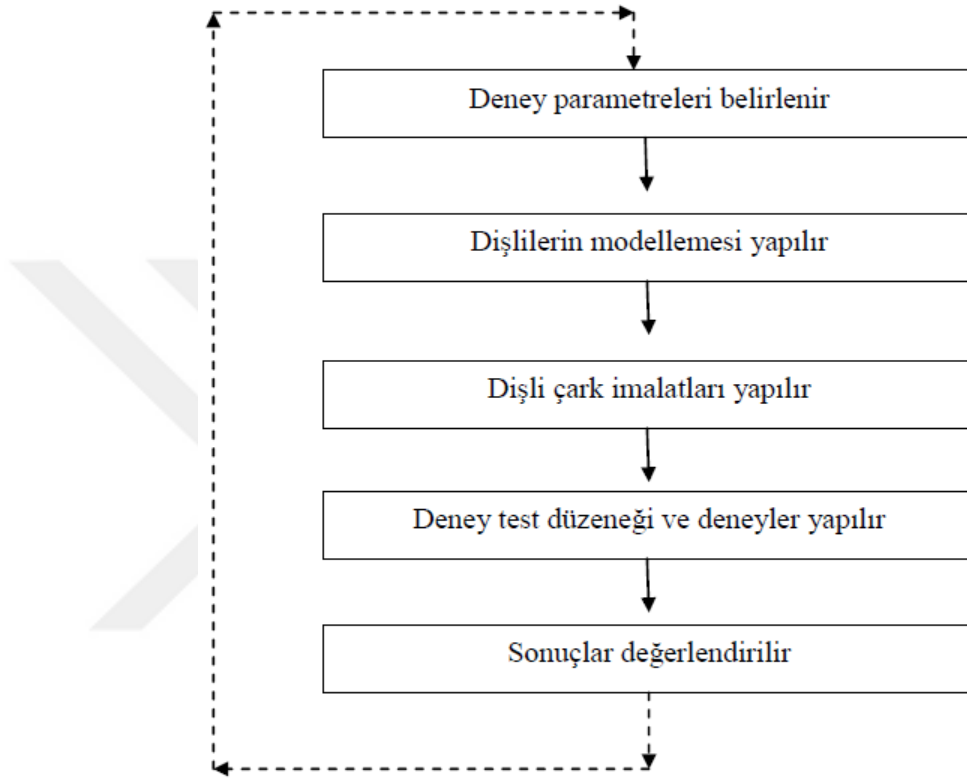 Deney parametreleri belirlenir
Dişlilerin modellemesi yapılır
Dişli çark imalatları yapılır
Deney test düzeneği ve deneyler yapılır
Sonuçlar değerlendirilir